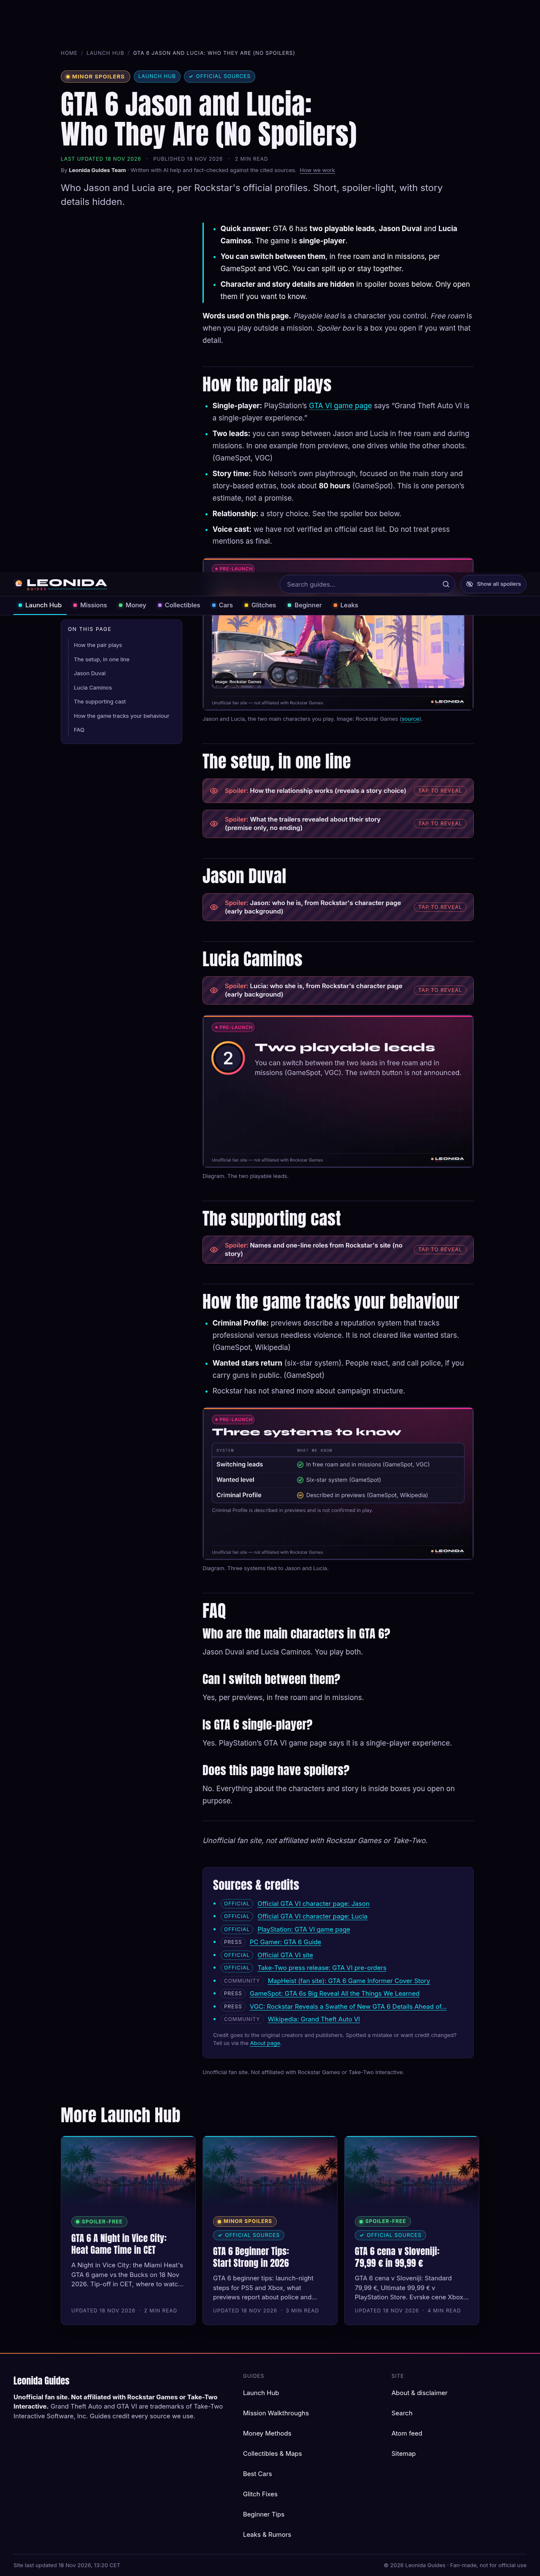 HOME / LAUNCH HUB / GTA 6 JASON AND LUCIA: WHO THEY ARE (NO SPOILERS)
MINOR SPOILERS LAUNCH HUB ✓ OFFICIAL SOURCES
GTA 6 Jason and Lucia:
Who They Are (No Spoilers)
LAST UPDATED 18 NOV 2026 · PUBLISHED 18 NOV 2026 · 2 MIN READ
By Leonida Guides Team · Written with AI help and fact-checked against the cited sources. How we work
Who Jason and Lucia are, per Rockstar's official profiles. Short, spoiler-light, with story
details hidden.
• Quick answer: GTA 6 has two playable leads, Jason Duval and Lucia
Caminos. The game is single-player.
• You can switch between them, in free roam and in missions, per
GameSpot and VGC. You can split up or stay together.
• Character and story details are hidden in spoiler boxes below. Only open
them if you want to know.
Words used on this page. Playable lead is a character you control. Free roam is
when you play outside a mission. Spoiler box is a box you open if you want that
detail.
How the pair plays
• Single-player: PlayStation's GTA VI game page says “Grand Theft Auto VI is
a single-player experience.”
• Two leads: you can swap between Jason and Lucia in free roam and during
missions. In one example from previews, one drives while the other shoots.
(GameSpot, VGC)
• Story time: Rob Nelson's own playthrough, focused on the main story and
story-based extras, took about 80 hours (GameSpot). This is one person's
estimate, not a promise.
• Relationship: a story choice. See the spoiler box below.
• Voice cast: we have not verified an official cast list. Do not treat press
mentions as final.
PRE-LAUNCH
LEONIDA
GUIDES
Search guides...
Show all spoilers
Launch Hub Missions Money Collectibles Cars Glitches Beginner Leaks
ON THIS PAGE
How the pair plays
The setup, in one line
Jason Duval
Lucia Caminos
The supporting cast
How the game tracks your behaviour
FAQ
Image: Rockstar Games
Unofficial fan site — not affiliated with Rockstar Games
LEONIDA
Jason and Lucia, the two main characters you play. Image: Rockstar Games (source).
The setup, in one line
Spoiler: How the relationship works (reveals a story choice) TAP TO REVEAL
Spoiler: What the trailers revealed about their story
(premise only, no ending)
TAP TO REVEAL
Jason Duval
Spoiler: Jason: who he is, from Rockstar's character page
(early background)
TAP TO REVEAL
Lucia Caminos
Spoiler: Lucia: who she is, from Rockstar's character page
(early background)
TAP TO REVEAL
PRE-LAUNCH
2
Two playable leads
You can switch between the two leads in free roam and in
missions (GameSpot, VGC). The switch button is not announced.
Unofficial fan site — not affiliated with Rockstar Games
LEONIDA
Diagram. The two playable leads.
The supporting cast
Spoiler: Names and one-line roles from Rockstar's site (no
story)
TAP TO REVEAL
How the game tracks your behaviour
• Criminal Profile: previews describe a reputation system that tracks
professional versus needless violence. It is not cleared like wanted stars.
(GameSpot, Wikipedia)
• Wanted stars return (six-star system). People react, and call police, if you
carry guns in public. (GameSpot)
• Rockstar has not shared more about campaign structure.
PRE-LAUNCH
Three systems to know
SYSTEM WHAT WE KNOW
Switching leads In free roam and in missions (GameSpot, VGC)
Wanted level Six-star system (GameSpot)
Criminal Profile Described in previews (GameSpot, Wikipedia)
Criminal Profile is described in previews and is not confirmed in play.
Unofficial fan site — not affiliated with Rockstar Games
LEONIDA
Diagram. Three systems tied to Jason and Lucia.
FAQ
Who are the main characters in GTA 6?
Jason Duval and Lucia Caminos. You play both.
Can I switch between them?
Yes, per previews, in free roam and in missions.
Is GTA 6 single-player?
Yes. PlayStation's GTA VI game page says it is a single-player experience.
Does this page have spoilers?
No. Everything about the characters and story is inside boxes you open on
purpose.
Unofficial fan site, not affiliated with Rockstar Games or Take-Two.
Sources & credits
• OFFICIAL Official GTA VI character page: Jason
• OFFICIAL Official GTA VI character page: Lucia
• OFFICIAL PlayStation: GTA VI game page
• PRESS PC Gamer: GTA 6 Guide
• OFFICIAL Official GTA VI site
• OFFICIAL Take-Two press release: GTA VI pre-orders
• COMMUNITY MapHeist (fan site): GTA 6 Game Informer Cover Story
• PRESS GameSpot: GTA 6s Big Reveal All the Things We Learned
• PRESS VGC: Rockstar Reveals a Swathe of New GTA 6 Details Ahead of…
• COMMUNITY Wikipedia: Grand Theft Auto VI
Credit goes to the original creators and publishers. Spotted a mistake or want credit changed?
Tell us via the About page.
Unofficial fan site. Not affiliated with Rockstar Games or Take-Two Interactive.
More Launch Hub
SPOILER-FREE
GTA 6 A Night in Vice City:
Heat Game Time in CET
A Night in Vice City: the Miami Heat's
GTA 6 game vs the Bucks on 18 Nov
2026. Tip-off in CET, where to watc…
UPDATED 18 NOV 2026 · 2 MIN READ
MINOR SPOILERS
✓ OFFICIAL SOURCES
GTA 6 Beginner Tips:
Start Strong in 2026
GTA 6 beginner tips: launch-night
steps for PS5 and Xbox, what
previews report about police and…
UPDATED 18 NOV 2026 · 3 MIN READ
SPOILER-FREE
✓ OFFICIAL SOURCES
GTA 6 cena v Sloveniji:
79,99 € in 99,99 €
GTA 6 cena v Sloveniji: Standard
79,99 €, Ultimate 99,99 € v
PlayStation Store. Evrske cene Xbox…
UPDATED 18 NOV 2026 · 4 MIN READ
Leonida Guides
Unofficial fan site. Not affiliated with Rockstar Games or Take-Two
Interactive. Grand Theft Auto and GTA VI are trademarks of Take-Two
Interactive Software, Inc. Guides credit every source we use.
GUIDES
Launch Hub
Mission Walkthroughs
Money Methods
Collectibles & Maps
Best Cars
Glitch Fixes
Beginner Tips
Leaks & Rumors
SITE
About & disclaimer
Search
Atom feed
Sitemap
Site last updated 18 Nov 2026, 13:20 CET
© 2026 Leonida Guides · Fan-made, not for official use